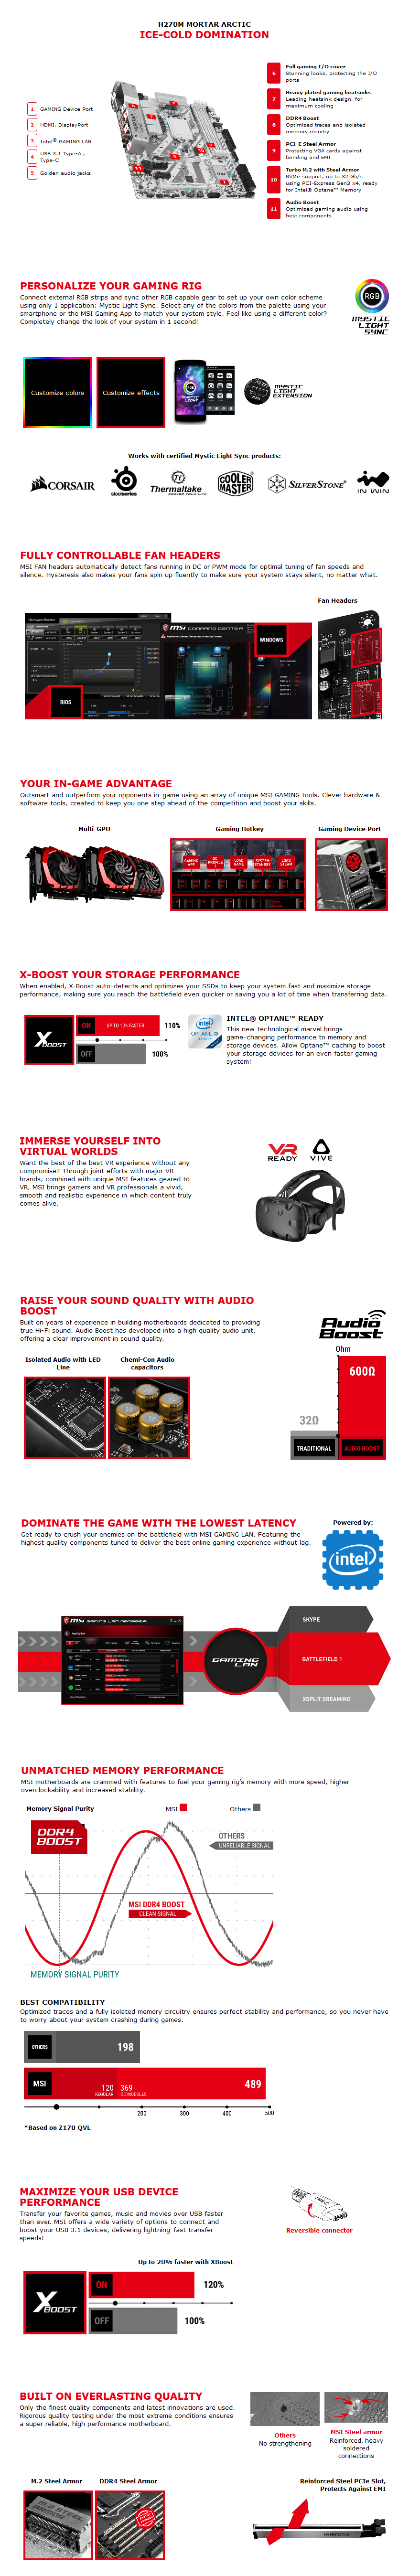 H270M MORTAR ARCTIC
ICE-COLD DOMINATION
1 GAMING Device Port
2 HDMI, DisplayPort
3 Intel® GAMING LAN
4 USB 3.1 Type-A,
Type-C
5 Golden audio jacks
6 Full gaming I/O cover
Stunning looks, protecting the I/O
ports
7 Heavy plated gaming heatsinks
Leading heatsink design, for
maximum cooling
8 DDR4 Boost
Optimized traces and isolated
memory circuitry
9 PCI-E Steel Armor
Protecting VGA cards against
bending and EMI
10 Turbo M.2 with Steel Armor
NVMe support, up to 32 Gb/s
using PCI-Express Gen3 x4, ready
for Intel® Optane™ Memory
11 Audio Boost
Optimized gaming audio using
best components
PERSONALIZE YOUR GAMING RIG
Connect external RGB strips and sync other RGB capable gear to set up your own color scheme
using only 1 application: Mystic Light Sync. Select any of the colors from the palette using your
smartphone or the MSI Gaming App to match your system style. Feel like using a different color?
Completely change the look of your system in 1 second!
RGB
MYSTIC
LIGHT
SYNC
Customize colors
Customize effects
MYSTIC
LIGHT
EXTENSION
Works with certified Mystic Light Sync products:
CORSAIR
steelseries
Thermaltake
COOL ALL YOUR LIFE
COOLER
MASTER
SILVERSTONE®
IN WIN
FULLY CONTROLLABLE FAN HEADERS
MSI FAN headers automatically detect fans running in DC or PWM mode for optimal tuning of fan speeds and
silence. Hysteresis also makes your fans spin up fluently to make sure your system stays silent, no matter what.
Fan Headers
Hardware Monitor
BIOS
msi COMMAND CENTER
WINDOWS
YOUR IN-GAME ADVANTAGE
Outsmart and outperform your opponents in-game using an array of unique MSI GAMING tools. Clever hardware &
software tools, created to keep you one step ahead of the competition and boost your skills.
Multi-GPU
Gaming Hotkey
Gaming Device Port
GAMING
APP
OC
PROFILE
LOAD
GAME
SYSTEM
STANDBY
LOAD
STEAM
X-BOOST YOUR STORAGE PERFORMANCE
When enabled, X-Boost auto-detects and optimizes your SSDs to keep your system fast and maximize storage
performance, making sure you reach the battlefield even quicker or saving you a lot of time when transferring data.
X
BOOST
ON UP TO 10% FASTER 110%
OFF 100%
intel
OPTANE
INTEL® OPTANE™ READY
This new technological marvel brings
game-changing performance to memory and
storage devices. Allow Optane™ caching to boost
your storage devices for an even faster gaming
system!
IMMERSE YOURSELF INTO
VIRTUAL WORLDS
Want the best of the best VR experience without any
compromise? Through joint efforts with major VR
brands, combined with unique MSI features geared to
VR, MSI brings gamers and VR professionals a vivid,
smooth and realistic experience in which content truly
comes alive.
VR
READY
VIVE
RAISE YOUR SOUND QUALITY WITH AUDIO
BOOST
Built on years of experience in building motherboards dedicated to providing
true Hi-Fi sound. Audio Boost has developed into a high quality audio unit,
offering a clear improvement in sound quality.
Audio
Boost
Isolated Audio with LED
Line
Chemi-Con Audio
capacitors
Ohm
600Ω
32Ω
TRADITIONAL
AUDIO BOOST
DOMINATE THE GAME WITH THE LOWEST LATENCY
Get ready to crush your enemies on the battlefield with MSI GAMING LAN. Featuring the
highest quality components tuned to deliver the best online gaming experience without lag.
Powered by:
intel
msi GAMING LAN MANAGER
GAMING
LAN
SKYPE
BATTLEFIELD 1
XSPLIT SREAMING
UNMATCHED MEMORY PERFORMANCE
MSI motherboards are crammed with features to fuel your gaming rig's memory with more speed, higher
overclockability and increased stability.
Memory Signal Purity
MSI
Others
DDR4
BOOST
OTHERS
UNRELIABLE SIGNAL
MSI DDR4 BOOST
CLEAN SIGNAL
MEMORY SIGNAL PURITY
BEST COMPATIBILITY
Optimized traces and a fully isolated memory circuitry ensures perfect stability and performance, so you never have
to worry about your system crashing during games.
OTHERS 198
MSI 120 REGULAR 369 OC MODULLS 489
200 300 400 500
*Based on Z170 QVL
MAXIMIZE YOUR USB DEVICE
PERFORMANCE
Transfer your favorite games, music and movies over USB faster
than ever. MSI offers a wide variety of options to connect and
boost your USB 3.1 devices, delivering lightning-fast transfer
speeds!
Reversible connector
Up to 20% faster with XBoost
X
BOOST
ON 120%
OFF 100%
BUILT ON EVERLASTING QUALITY
Only the finest quality components and latest innovations are used.
Rigorous quality testing under the most extreme conditions ensures
a super reliable, high performance motherboard.
Others
No strengthening
MSI Steel armor
Reinforced, heavy
soldered
connections
M.2 Steel Armor
DDR4 Steel Armor
Reinforced Steel PCIe Slot,
Protects Against EMI